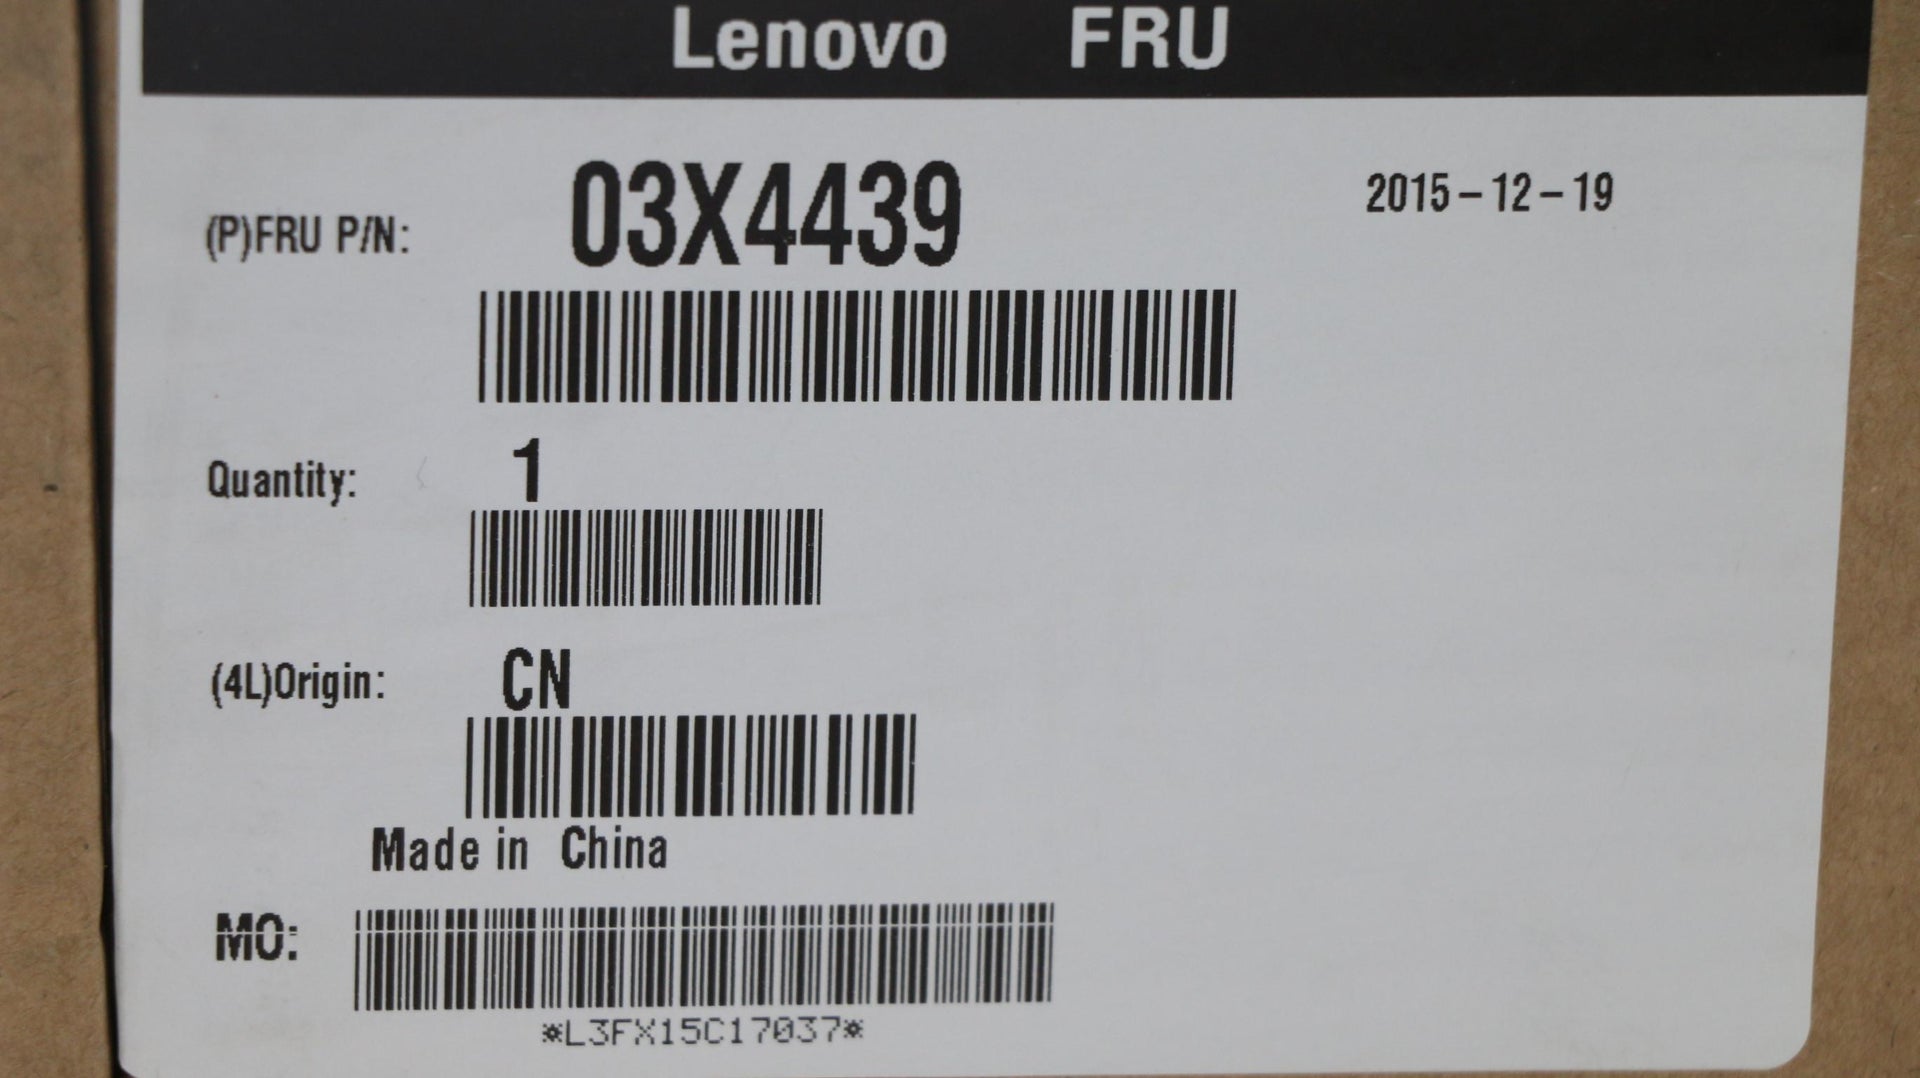 Lenovo FRU
(P)FRU P/N: 03X4439 2015-12-19
Quantity: 1
(4L)Origin: CN
Made in China
MO:
*L3FX15C17037*